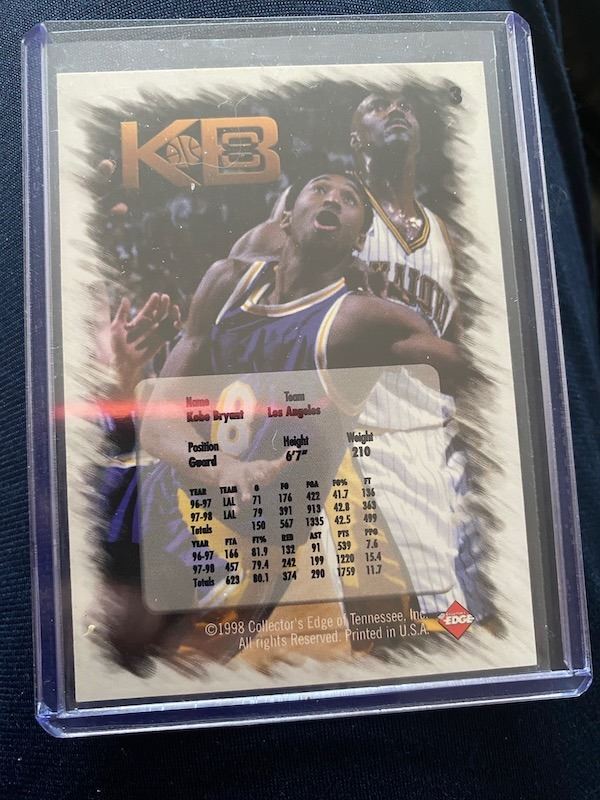 3
KB
Name Team
Kobe Bryant Los Angeles
Position Height Weight
Guard 6'7" 210
YEAR TEAM G FG FGA FG% FT
96-97 LAL 71 176 422 41.7 136
97-98 LAL 79 391 913 42.8 363
Totals 150 567 1335 42.5 499
YEAR FTA FT% REB AST PTS PPG
96-97 166 81.9 132 91 539 7.6
97-98 457 79.4 242 199 1220 15.4
Totals 623 80.1 374 290 1759 11.7
©1998 Collector's Edge of Tennessee, Inc.
All rights Reserved. Printed in U.S.A.
EDGE